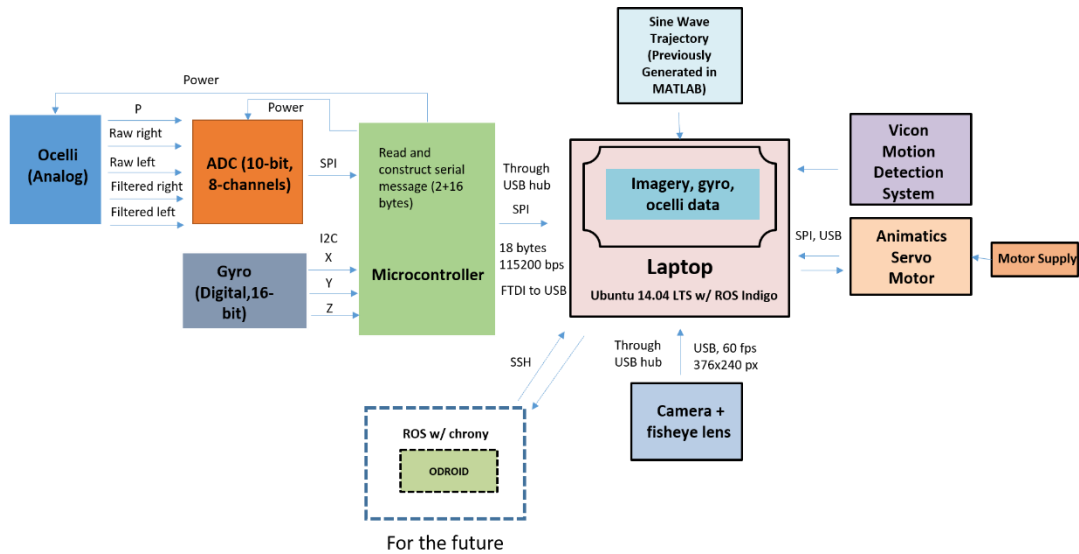 Sine Wave
Trajectory
(Previously
Generated in
MATLAB)
Power
Power
P
Raw right
Raw left
Filtered right
Filtered left
Ocelli
(Analog)
ADC (10-bit,
8-channels)
SPI
Read and
construct serial
message (2+16
bytes)
Microcontroller
I2C
X
Y
Z
Gyro
(Digital,16-
bit)
Through
USB hub
SPI
18 bytes
115200 bps
FTDI to USB
Imagery, gyro,
ocelli data
Laptop
Ubuntu 14.04 LTS w/ ROS Indigo
Vicon
Motion
Detection
System
SPI, USB
Animatics
Servo
Motor
Motor Supply
SSH
Through
USB hub
USB, 60 fps
376x240 px
Camera +
fisheye lens
ROS w/ chrony
ODROID
For the future